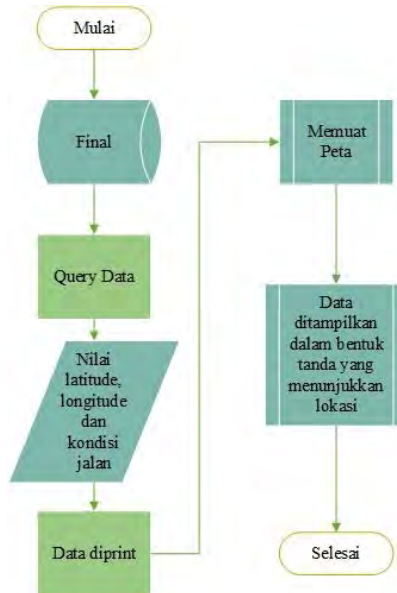 Mulai
Final
Query Data
Nilai
latitude,
longitude
dan
kondisi
jalan
Data diprint
Memuat
Peta
Data
ditampilkan
dalam bentuk
tanda yang
menunjukkan
lokasi
Selesai